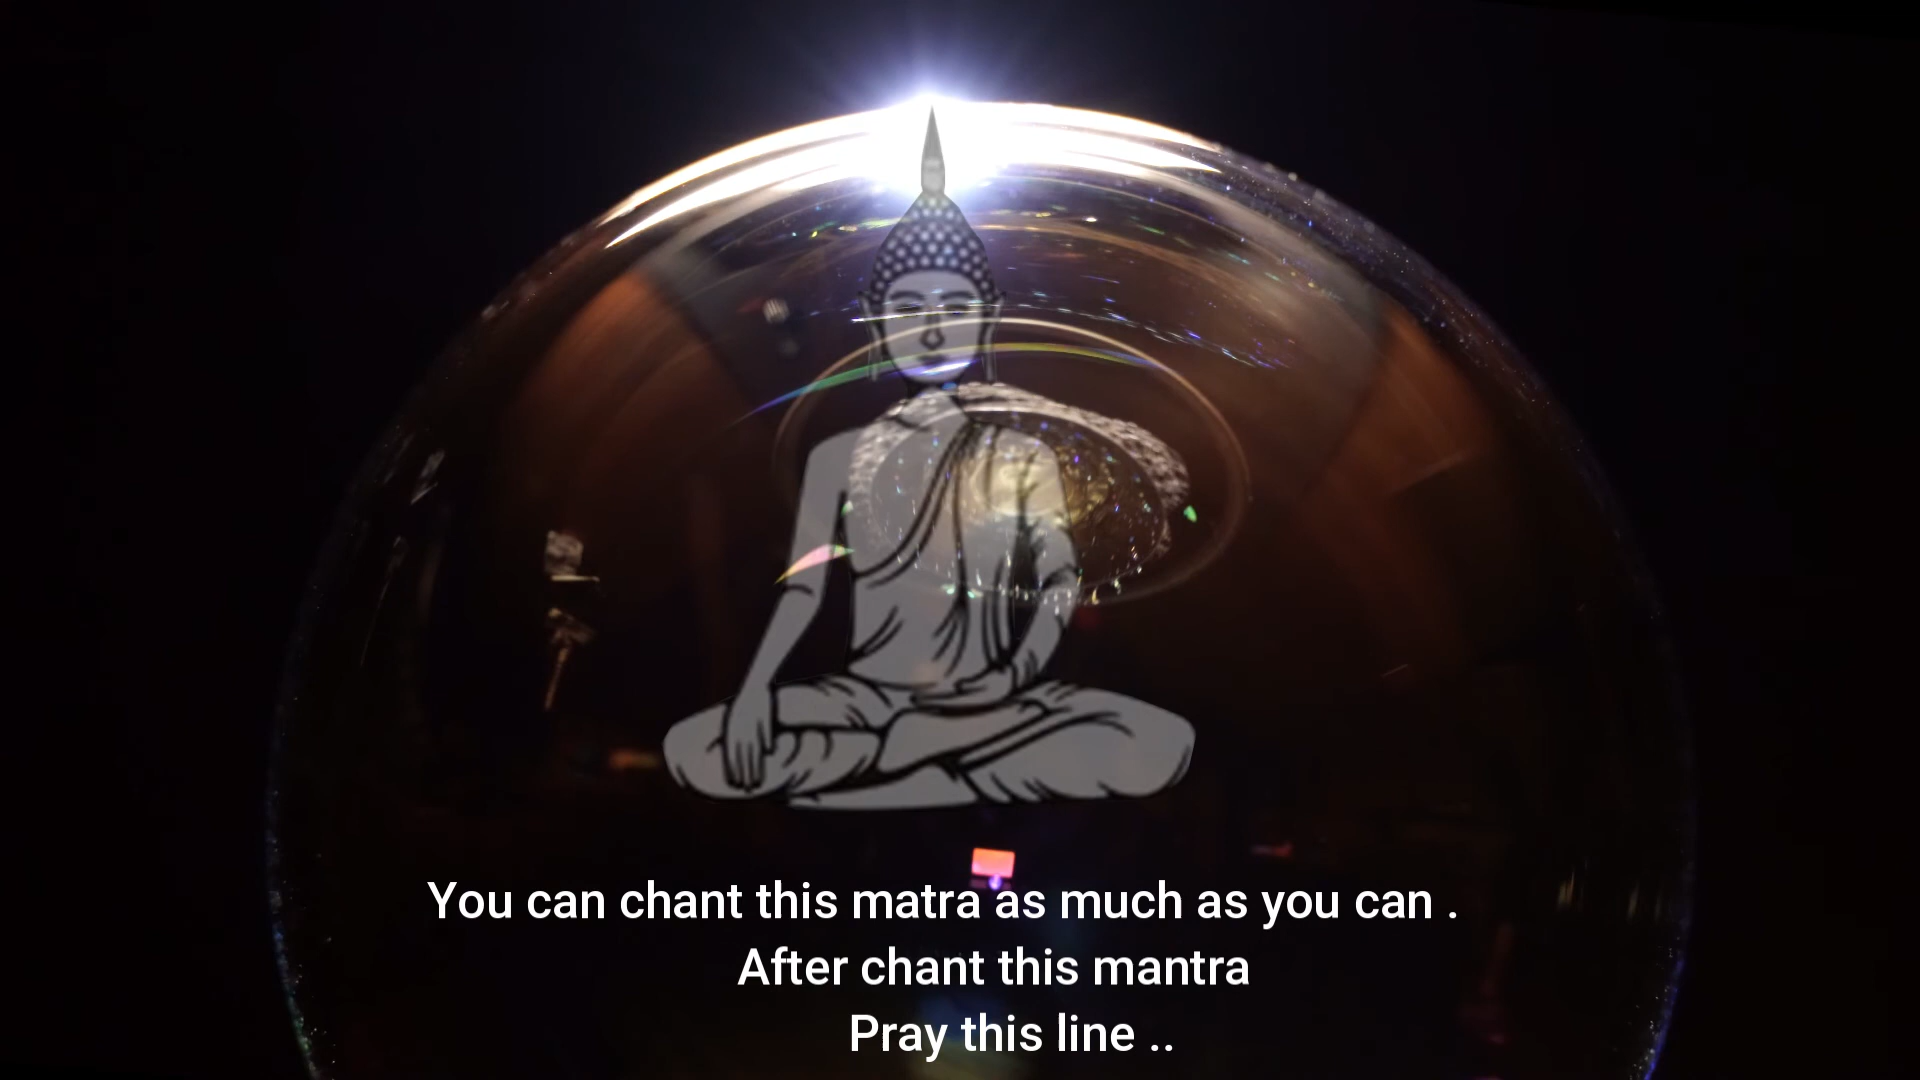 You can chant this matra as much as you can .
After chant this mantra
Pray this line ..